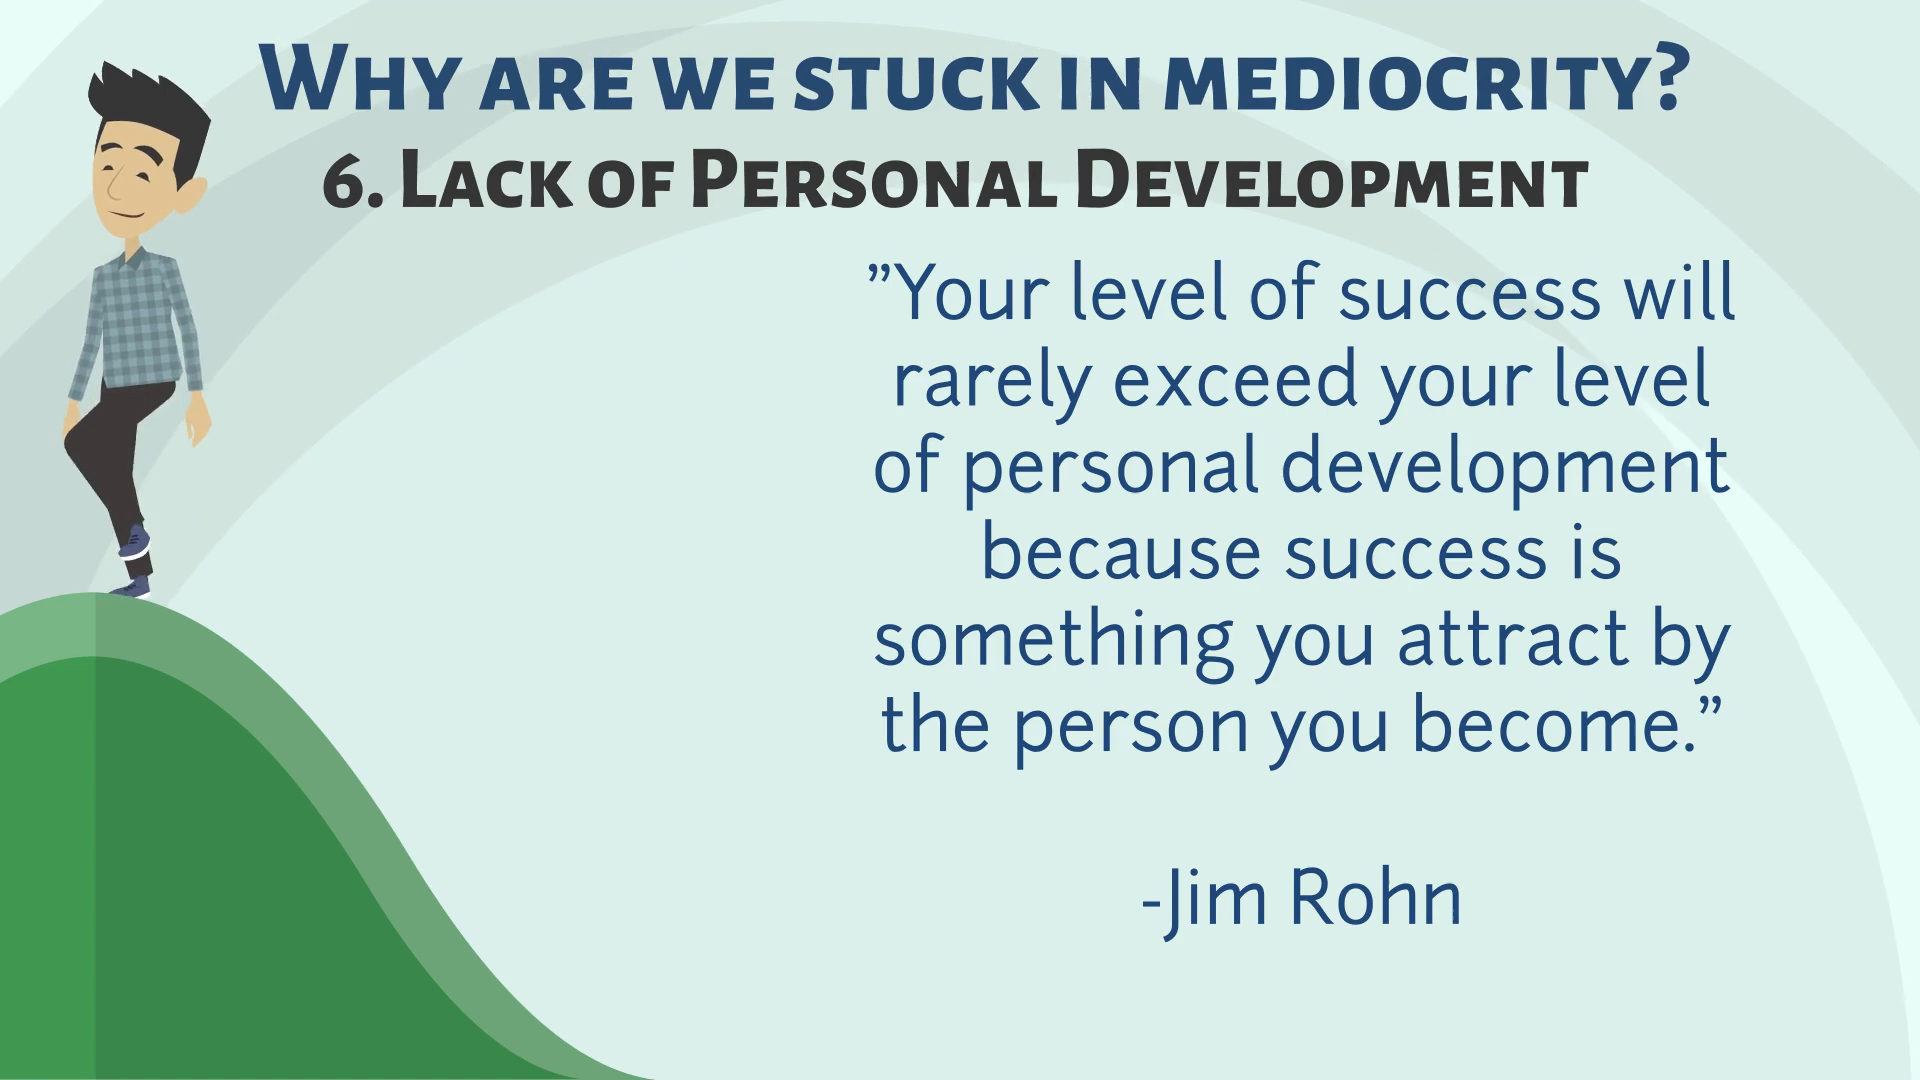 Why are we stuck in mediocrity?
6. Lack of Personal Development
”Your level of success will
rarely exceed your level
of personal development
because success is
something you attract by
the person you become.”
-Jim Rohn